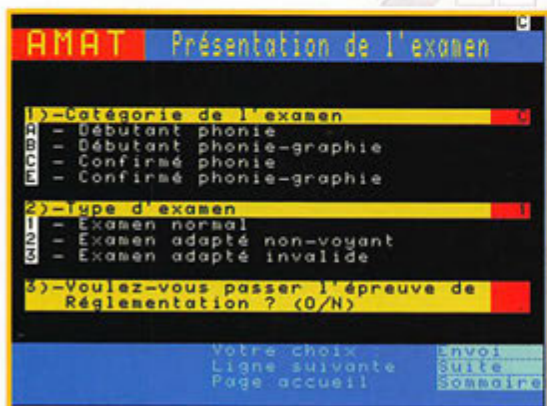 C
AMAT Présentation de l'examen
1)-Catégorie de l'examen C
A - Débutant phonie
B - Débutant phonie-graphie
C - Confirmé phonie
E - Confirmé phonie-graphie
2)-Type d'examen 1
1 - Examen normal
2 - Examen adapté non-voyant
3 - Examen adapté invalide
3)-Voulez-vous passer l'épreuve de .
Réglementation ? (O/N)
Votre choix Envoi
Ligne suivante Suite
Page accueil Sommaire